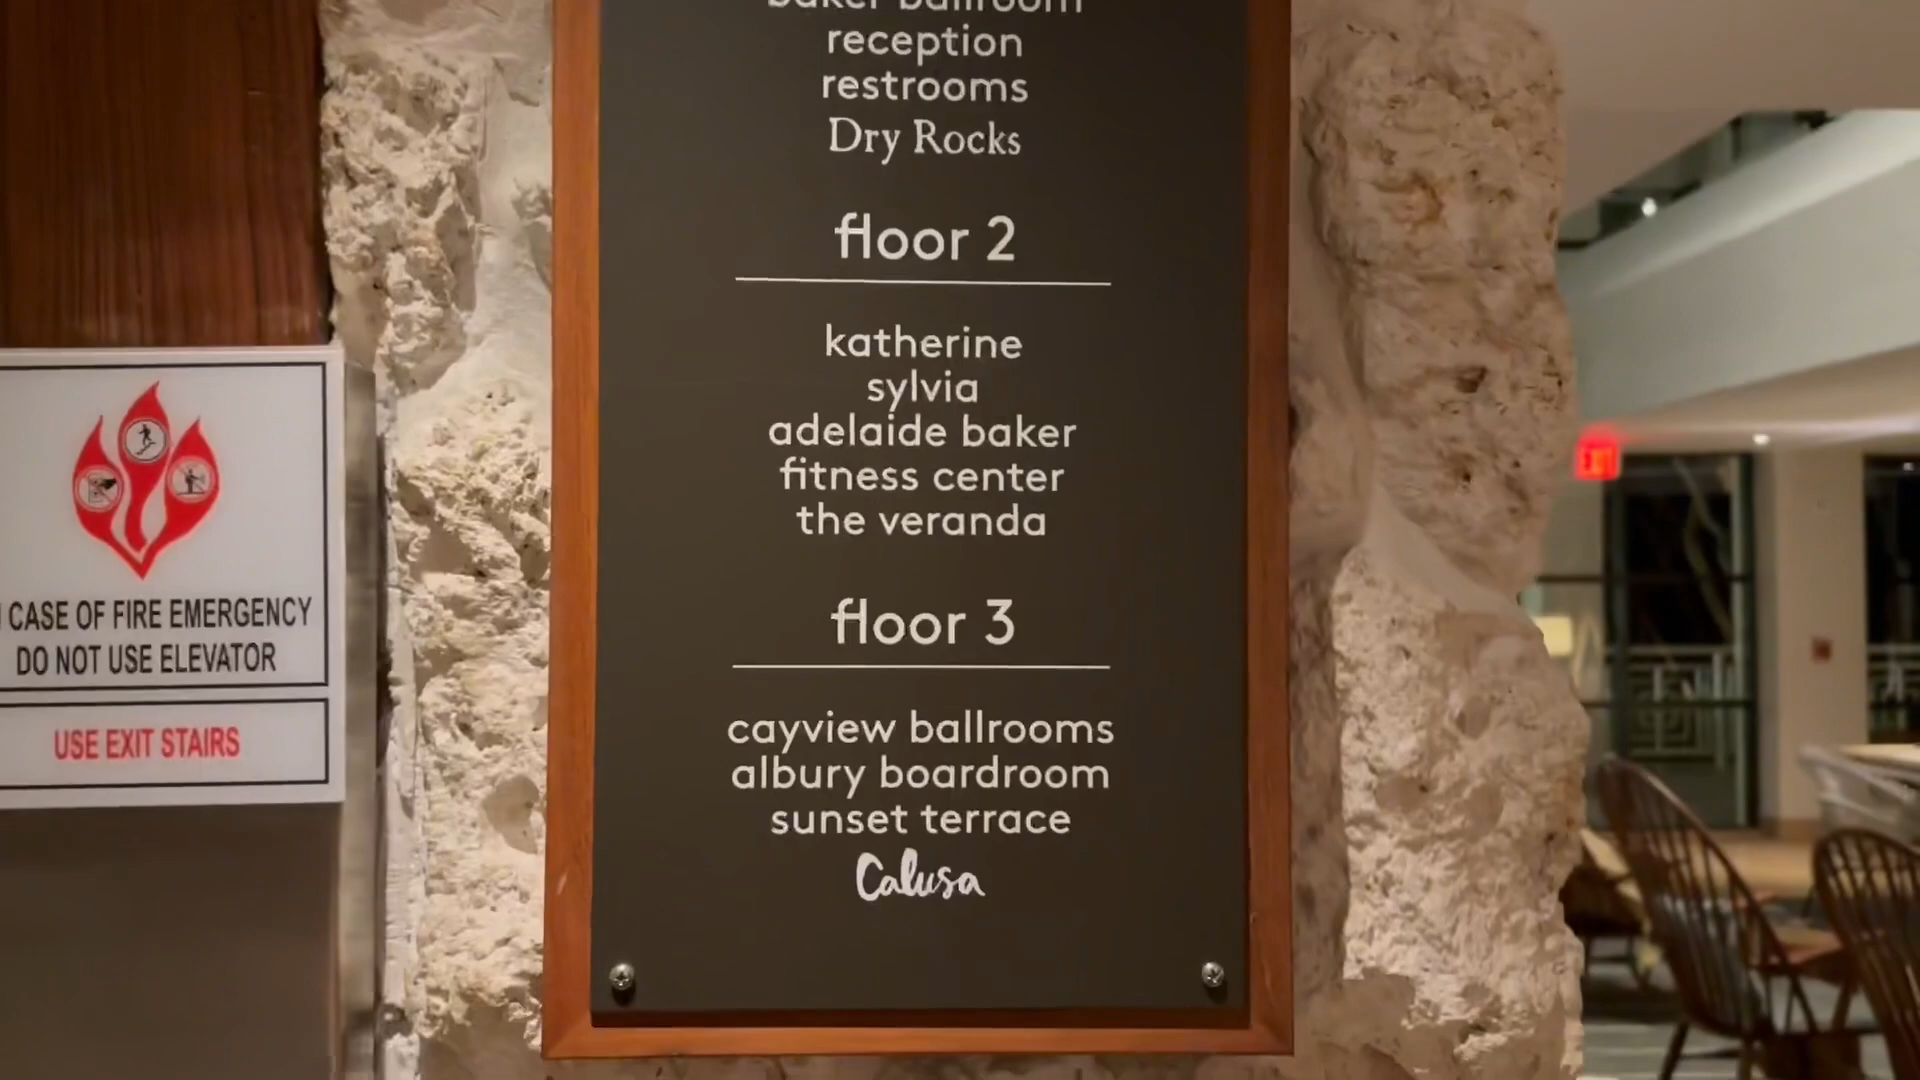 baker ballroom
reception
restrooms
Dry Rocks
floor 2
katherine
sylvia
adelaide baker
fitness center
the veranda
floor 3
cayview ballrooms
albury boardroom
sunset terrace
Calusa
CASE OF FIRE EMERGENCY
DO NOT USE ELEVATOR
USE EXIT STAIRS